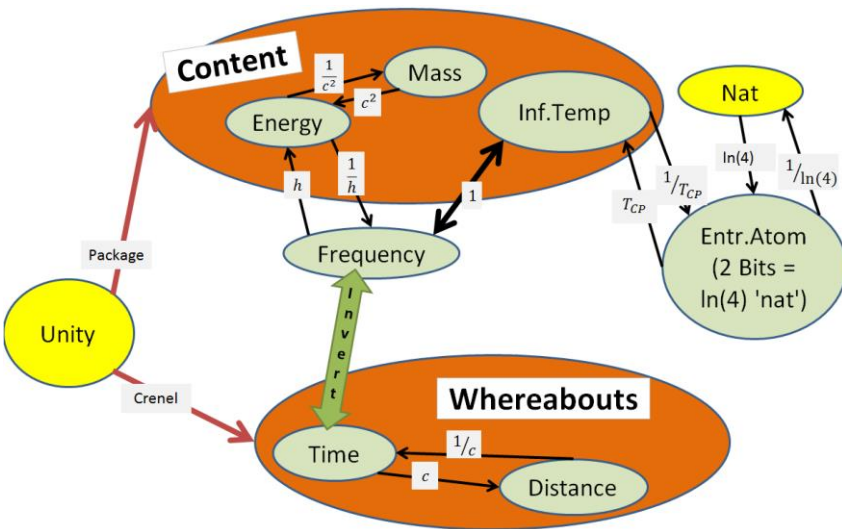 Content
1/c²
Mass
c²
Energy
Inf.Temp
Nat
h
1/h
1
T_CP
1/T_CP
ln(4)
1/ln(4)
Frequency
Entr.Atom
(2 Bits =
ln(4) 'nat')
Package
Unity
Invert
Crenel
Whereabouts
Time
1/c
c
Distance